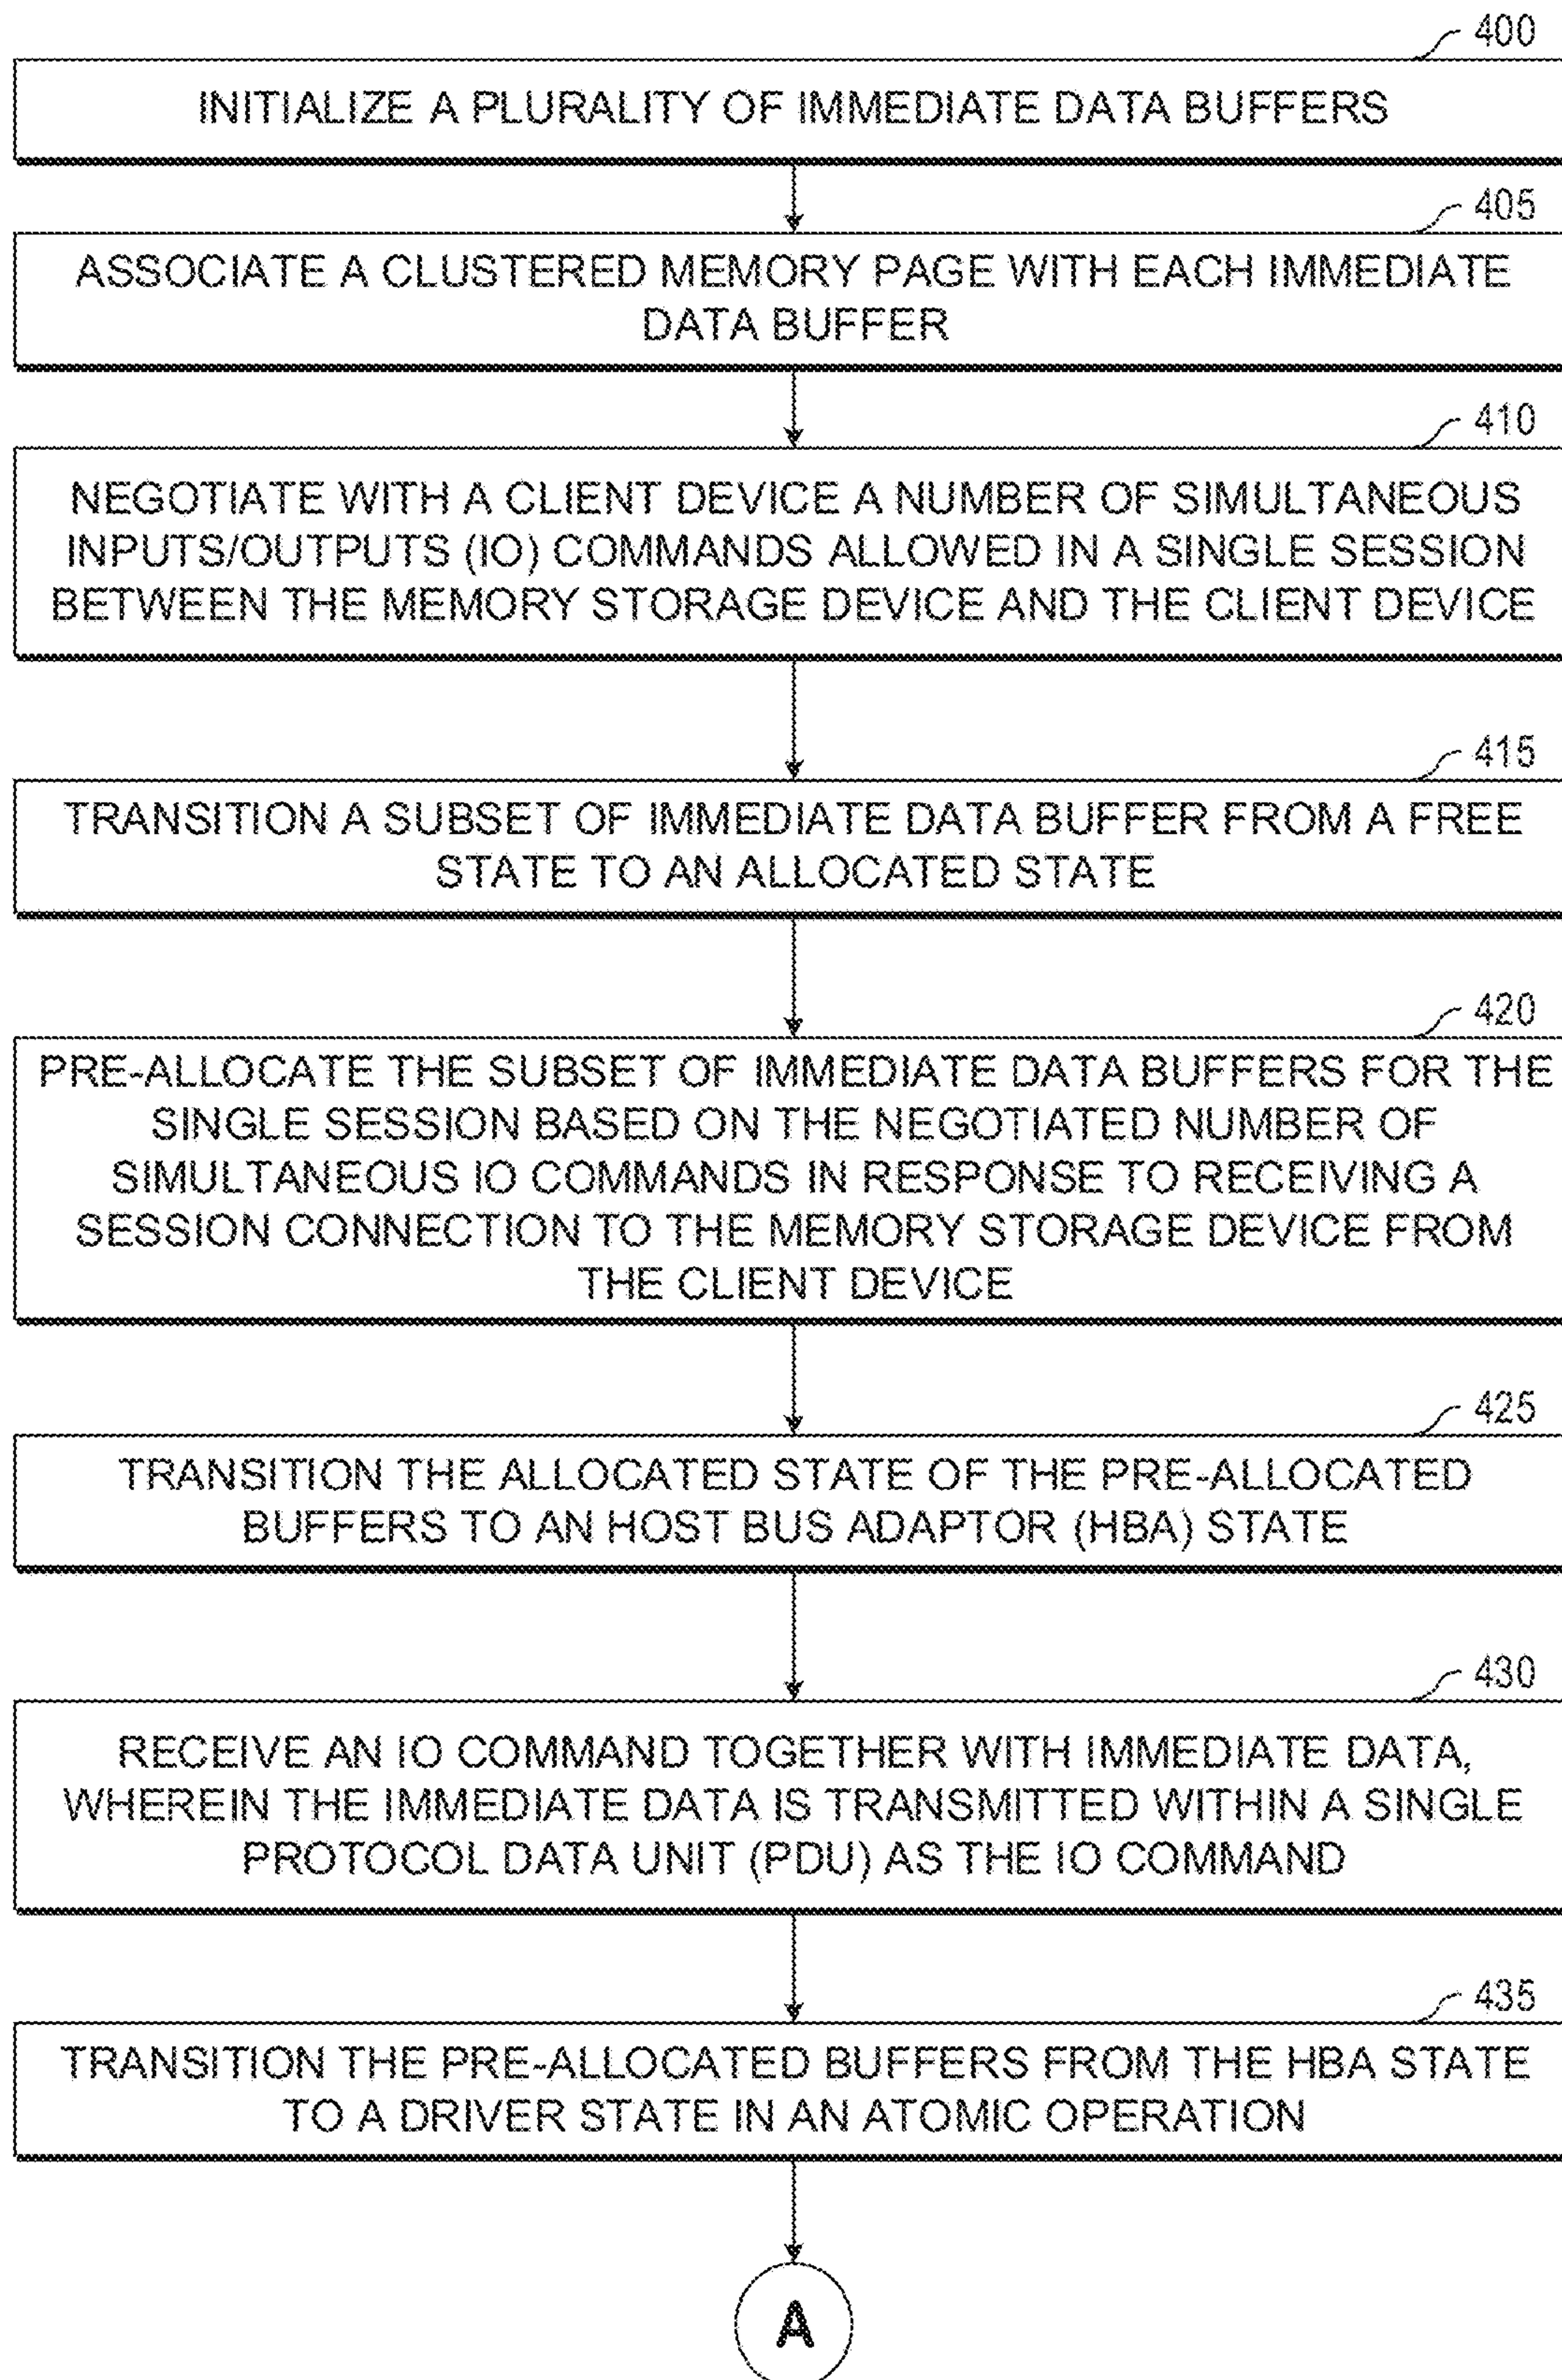 400
INITIALIZE A PLURALITY OF IMMEDIATE DATA BUFFERS
405
ASSOCIATE A CLUSTERED MEMORY PAGE WITH EACH IMMEDIATE
DATA BUFFER
410
NEGOTIATE WITH A CLIENT DEVICE A NUMBER OF SIMULTANEOUS
INPUTS/OUTPUTS (IO) COMMANDS ALLOWED IN A SINGLE SESSION
BETWEEN THE MEMORY STORAGE DEVICE AND THE CLIENT DEVICE
415
TRANSITION A SUBSET OF IMMEDIATE DATA BUFFER FROM A FREE
STATE TO AN ALLOCATED STATE
420
PRE-ALLOCATE THE SUBSET OF IMMEDIATE DATA BUFFERS FOR THE
SINGLE SESSION BASED ON THE NEGOTIATED NUMBER OF
SIMULTANEOUS IO COMMANDS IN RESPONSE TO RECEIVING A
SESSION CONNECTION TO THE MEMORY STORAGE DEVICE FROM
THE CLIENT DEVICE
425
TRANSITION THE ALLOCATED STATE OF THE PRE-ALLOCATED
BUFFERS TO AN HOST BUS ADAPTOR (HBA) STATE
430
RECEIVE AN IO COMMAND TOGETHER WITH IMMEDIATE DATA,
WHEREIN THE IMMEDIATE DATA IS TRANSMITTED WITHIN A SINGLE
PROTOCOL DATA UNIT (PDU) AS THE IO COMMAND
435
TRANSITION THE PRE-ALLOCATED BUFFERS FROM THE HBA STATE
TO A DRIVER STATE IN AN ATOMIC OPERATION
A